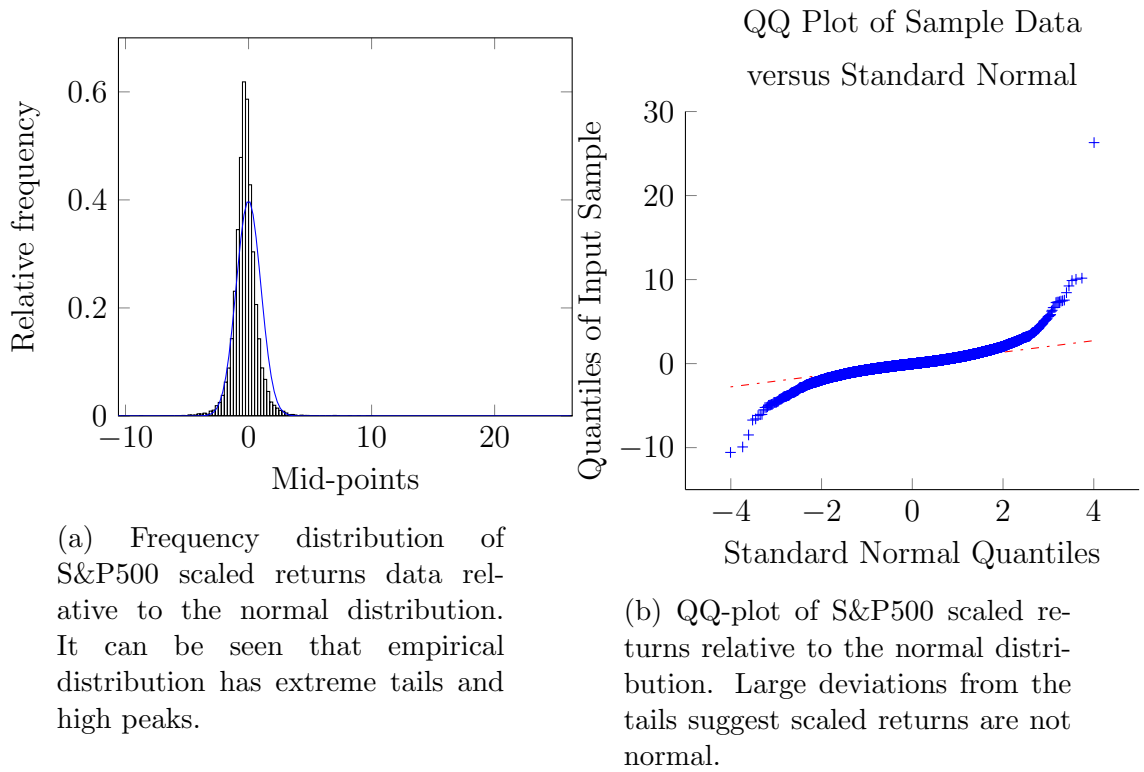 0
0.2
0.4
0.6
−10
0
10
20
Relative frequency
Mid-points
(a) Frequency distribution of
S&P500 scaled returns data rel-
ative to the normal distribution.
It can be seen that empirical
distribution has extreme tails and
high peaks.
QQ Plot of Sample Data
versus Standard Normal
30
20
10
0
−10
−4
−2
0
2
4
Quantiles of Input Sample
Standard Normal Quantiles
(b) QQ-plot of S&P500 scaled re-
turns relative to the normal distri-
bution. Large deviations from the
tails suggest scaled returns are not
normal.